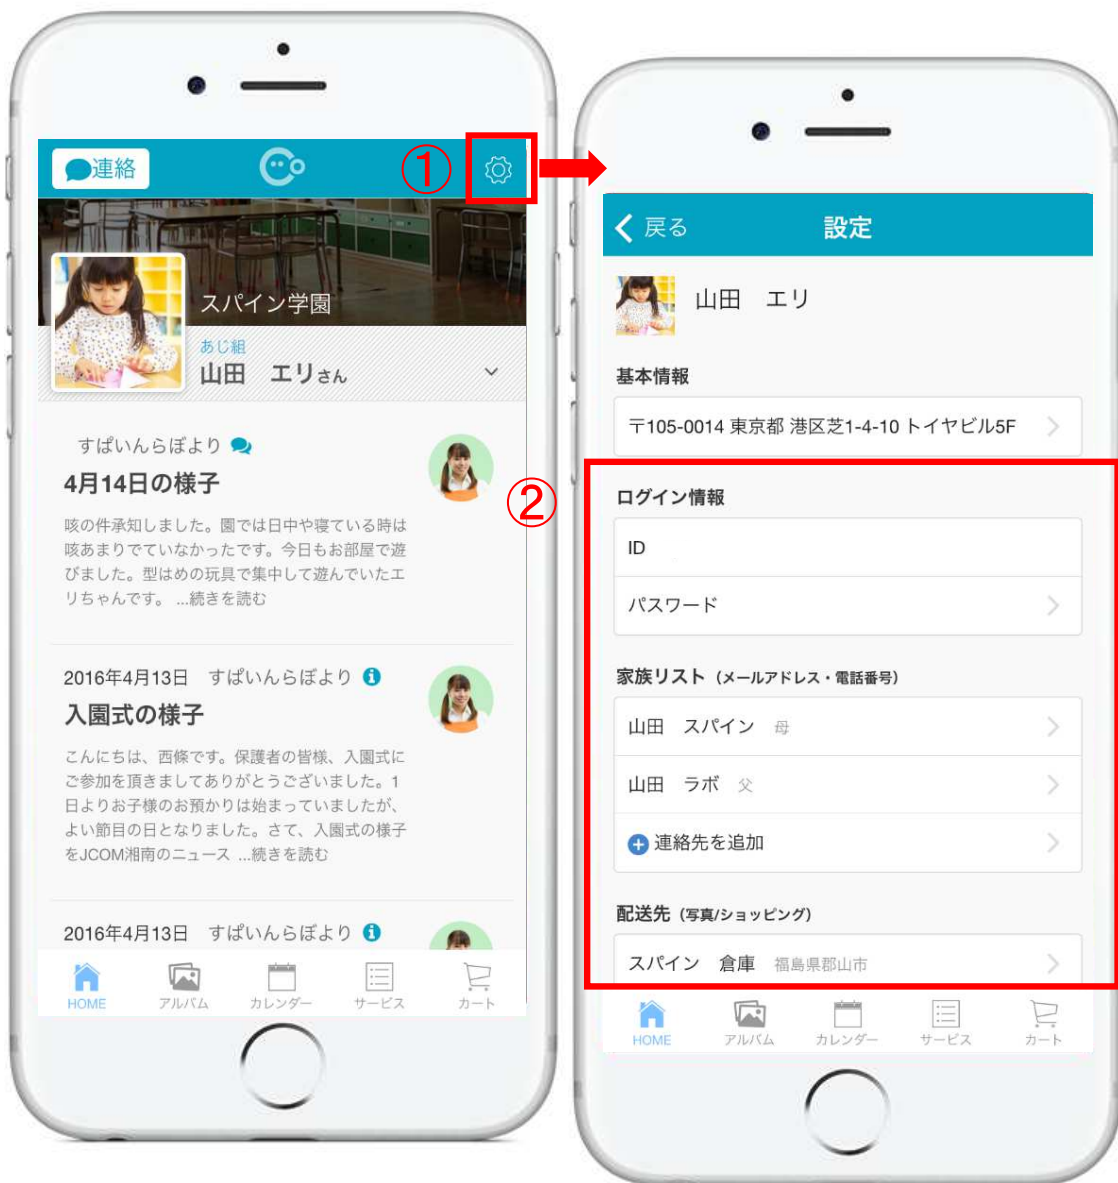 連絡
①
スパイン学園
あじ組
山田 エリさん
すぱいんらぼより
4月14日の様子
咳の件承知しました。園では日中や寝ている時は
咳あまりでていなかったです。今日もお部屋で遊
びました。型はめの玩具で集中して遊んでいたエ
リちゃんです。 ...続きを読む
2016年4月13日 すぱいんらぼより
入園式の様子
こんにちは、西條です。保護者の皆様、入園式に
ご参加を頂きましてありがとうございました。1
日よりお子様のお預かりは始まっていましたが、
よい節目の日となりました。さて、入園式の様子
をJCOM湘南のニュース ...続きを読む
2016年4月13日 すぱいんらぼより
HOME アルバム カレンダー サービス カート
戻る 設定
山田 エリ
基本情報
〒105-0014 東京都 港区芝1-4-10 トイヤビル5F
②
ログイン情報
ID
パスワード
家族リスト（メールアドレス・電話番号）
山田 スパイン 母
山田 ラボ 父
連絡先を追加
配送先（写真/ショッピング）
スパイン 倉庫 福島県郡山市
HOME アルバム カレンダー サービス カート